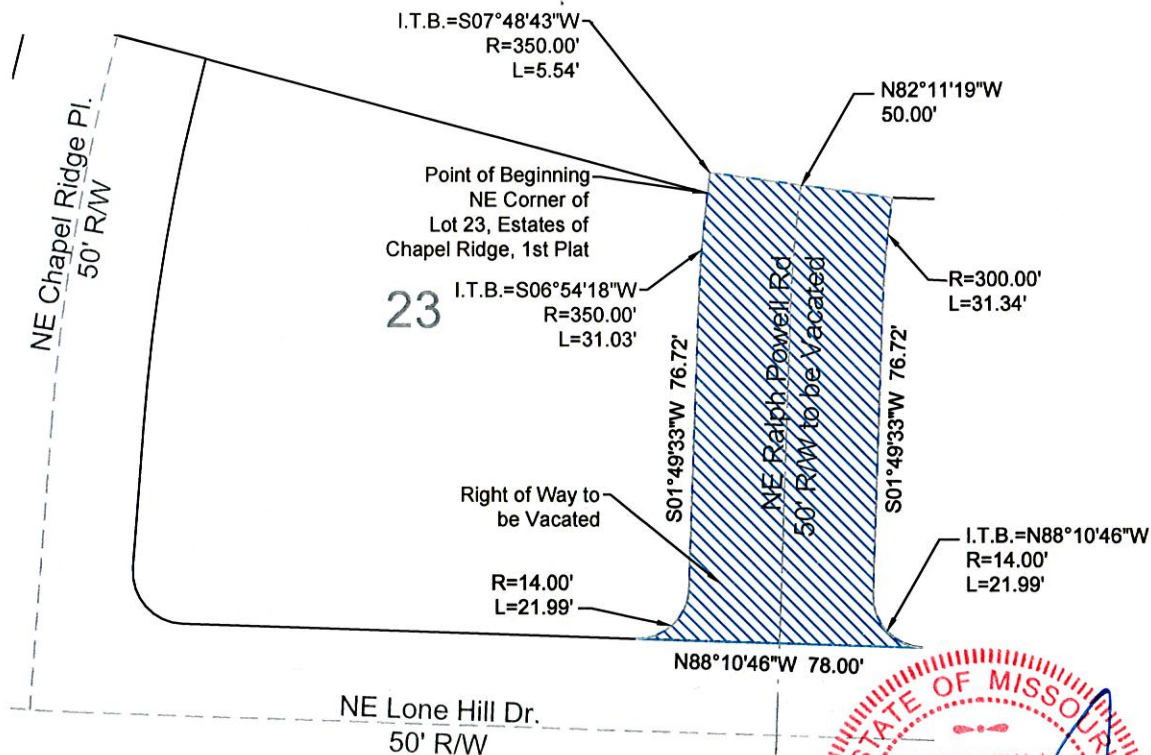 I.T.B.=S07°48'43"W
R=350.00'
L=5.54'
N82°11'19"W
50.00'
NE Chapel Ridge Pl.
50' R/W
Point of Beginning
NE Corner of
Lot 23, Estates of
Chapel Ridge, 1st Plat
23
I.T.B.=S06°54'18"W
R=350.00'
L=31.03'
R=300.00'
L=31.34'
S01°49'33"W 76.72'
NE Ralph Powell Rd
50' R/W to be Vacated
S01°49'33"W 76.72'
Right of Way to
be Vacated
R=14.00'
L=21.99'
I.T.B.=N88°10'46"W
R=14.00'
L=21.99'
N88°10'46"W 78.00'
NE Lone Hill Dr.
50' R/W
STATE OF MISSOUR